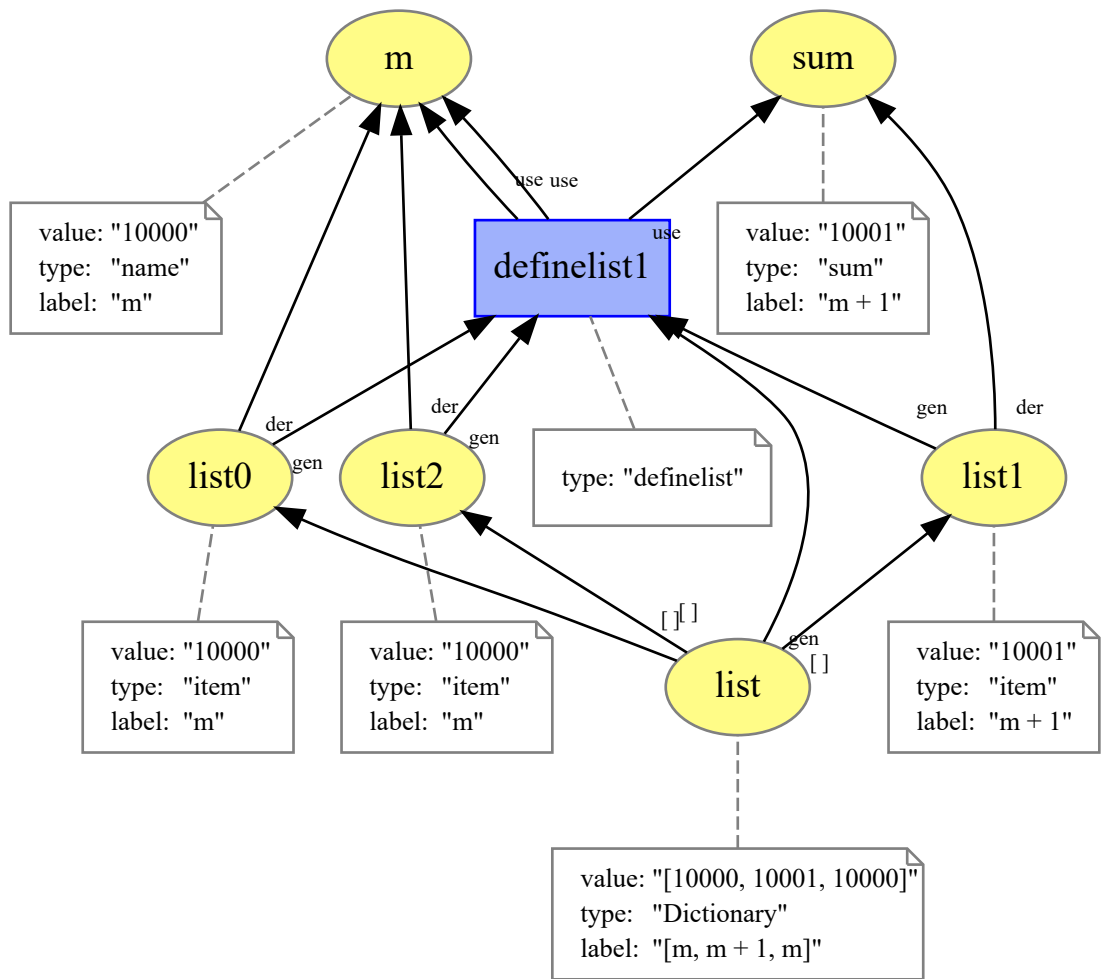 m
sum
use use
value: "10000"
type: "name"
label: "m"
definelist1
use
value: "10001"
type: "sum"
label: "m + 1"
der
der
gen
der
list0
gen
list2
gen
type: "definelist"
list1
value: "10000"
type: "item"
label: "m"
value: "10000"
type: "item"
label: "m"
[ ]
[ ]
gen
[ ]
list
value: "10001"
type: "item"
label: "m + 1"
value: "[10000, 10001, 10000]"
type: "Dictionary"
label: "[m, m + 1, m]"